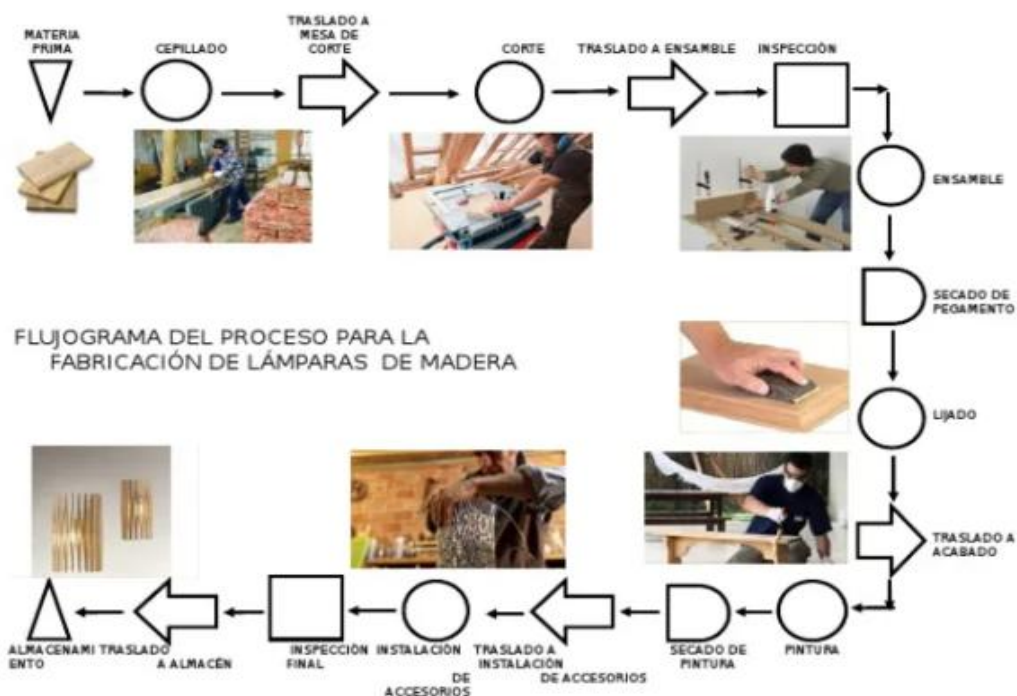 MATERIA
PRIMA
CEPILLADO
TRASLADO A
MESA DE
CORTE
CORTE
TRASLADO A ENSAMBLE
INSPECCIÒN
ENSAMBLE
SECADO DE
PEGAMENTO
FLUJOGRAMA DEL PROCESO PARA LA
FABRICACIÓN DE LÁMPARAS DE MADERA
LIJADO
TRASLADO A
ACABADO
PINTURA
SECADO DE
PINTURA
TRASLADO A
INSTALACIÓN
DE ACCESORIOS
INSTALACIÓN
DE
ACCESORIOS
INSPECCIÓN
FINAL
TRASLADO
A ALMACÉN
ALMACENAMI
ENTO